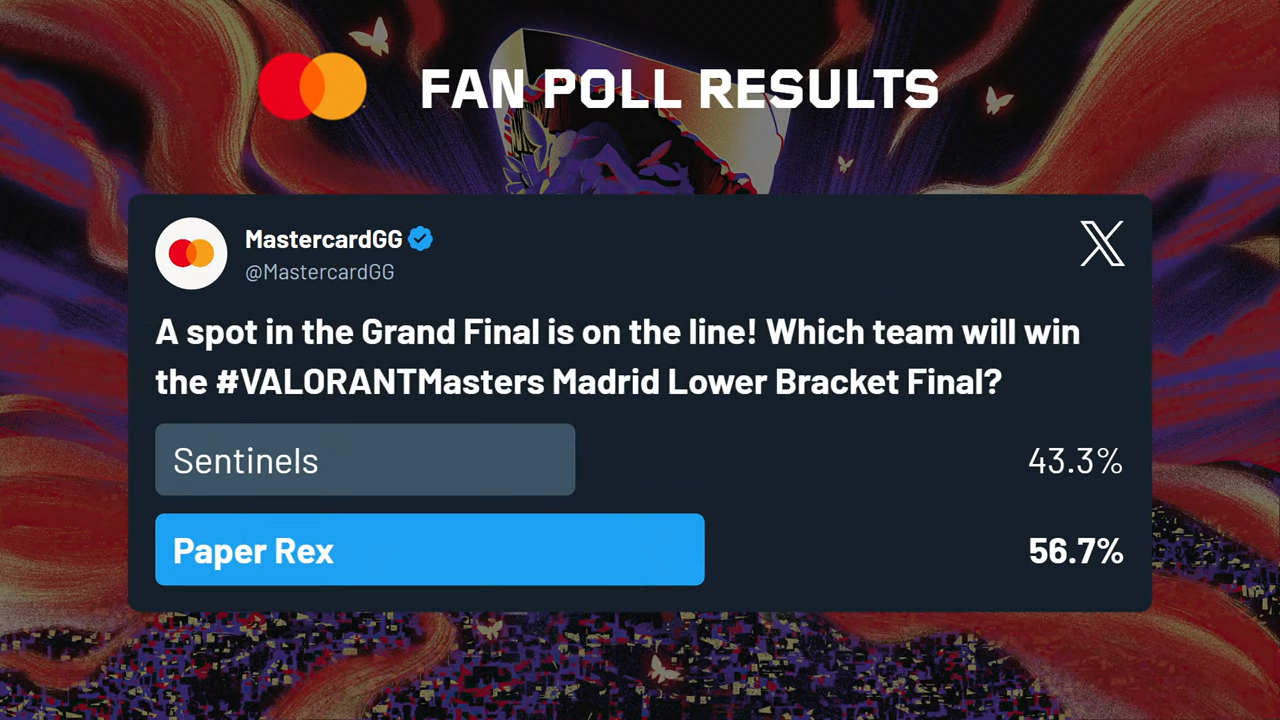 FAN POLL RESULTS
MastercardGG
@MastercardGG
A spot in the Grand Final is on the line! Which team will win
the #VALORANTMasters Madrid Lower Bracket Final?
Sentinels 43.3%
Paper Rex 56.7%